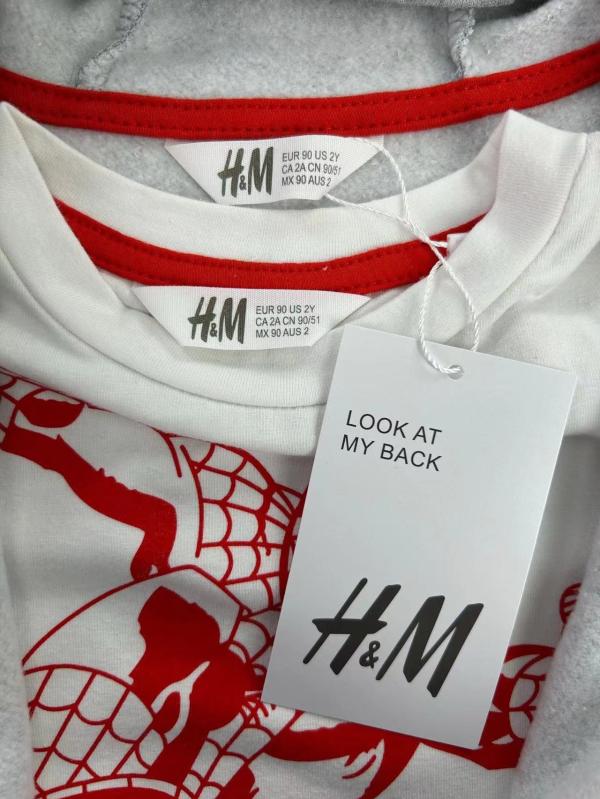 H&M
EUR 90 US 2Y
CA 2A CN 90/51
MX 90 AUS 2
H&M
EUR 90 US 2Y
CA 2A CN 90/51
MX 90 AUS 2
LOOK AT
MY BACK
H&M